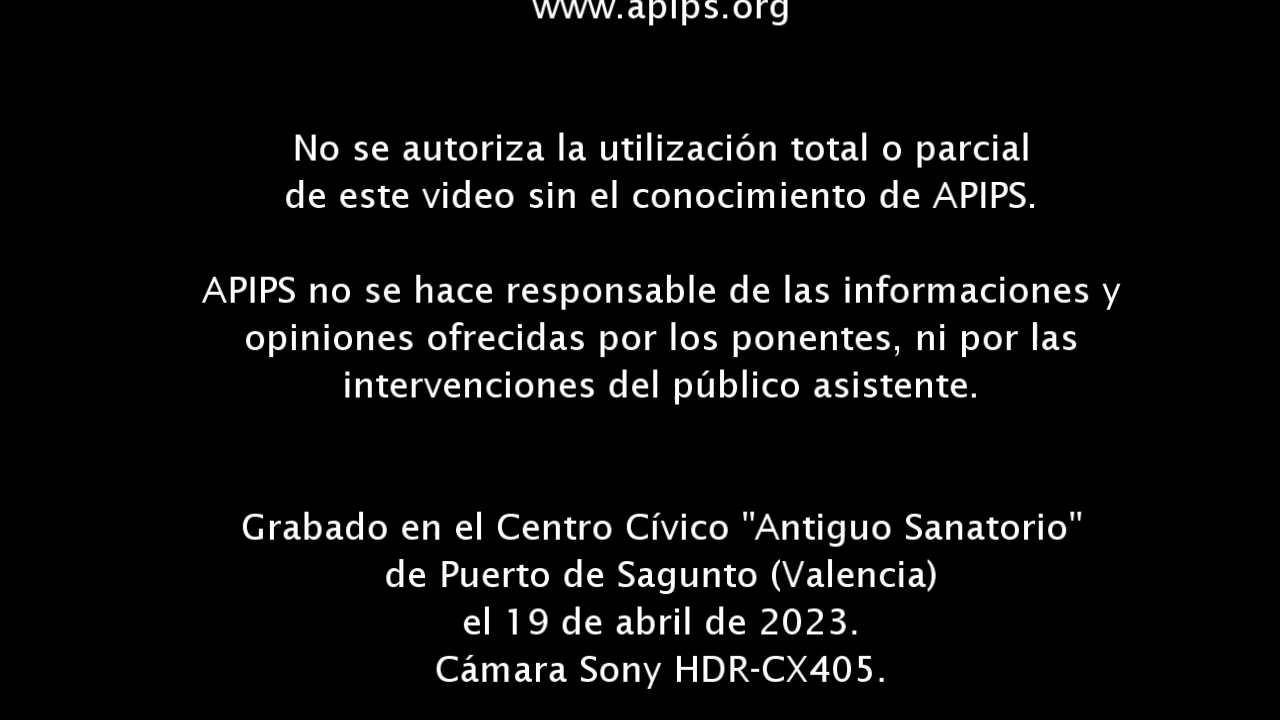 www.apips.org
No se autoriza la utilización total o parcial
de este video sin el conocimiento de APIPS.
APIPS no se hace responsable de las informaciones y
opiniones ofrecidas por los ponentes, ni por las
intervenciones del público asistente.
Grabado en el Centro Cívico "Antiguo Sanatorio"
de Puerto de Sagunto (Valencia)
el 19 de abril de 2023.
Cámara Sony HDR-CX405.